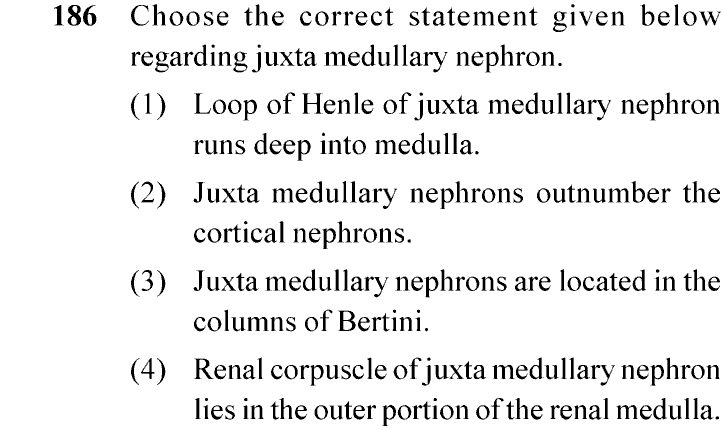 186 Choose the correct statement given below
regarding juxta medullary nephron.
(1) Loop of Henle of juxta medullary nephron
runs deep into medulla.
(2) Juxta medullary nephrons outnumber the
cortical nephrons.
(3) Juxta medullary nephrons are located in the
columns of Bertini.
(4) Renal corpuscle of juxta medullary nephron
lies in the outer portion of the renal medulla.